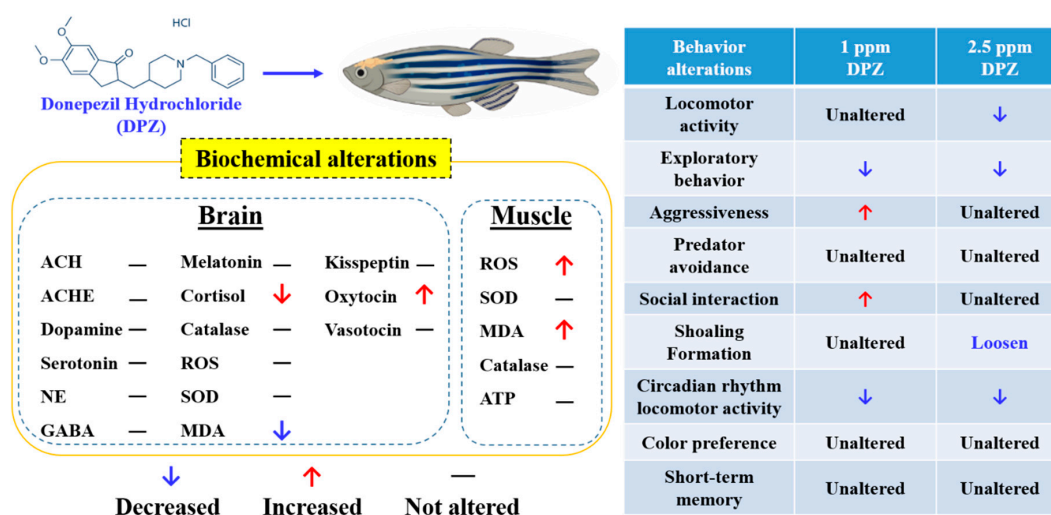 HCl
O
O
O
N
Donepezil Hydrochloride
(DPZ)
Biochemical alterations
Brain
ACH —
ACHE —
Dopamine —
Serotonin —
NE —
GABA —
Melatonin —
Cortisol ↓
Catalase —
ROS —
SOD —
MDA ↓
Kisspeptin —
Oxytocin ↑
Vasotocin —
Muscle
ROS ↑
SOD —
MDA ↑
Catalase —
ATP —
↓ ↑ —
Decreased Increased Not altered
Behavior alterations 1 ppm DPZ 2.5 ppm DPZ
Locomotor activity Unaltered ↓
Exploratory behavior ↓ ↓
Aggressiveness ↑ Unaltered
Predator avoidance Unaltered Unaltered
Social interaction ↑ Unaltered
Shoaling Formation Unaltered Loosen
Circadian rhythm locomotor activity ↓ ↓
Color preference Unaltered Unaltered
Short-term memory Unaltered Unaltered